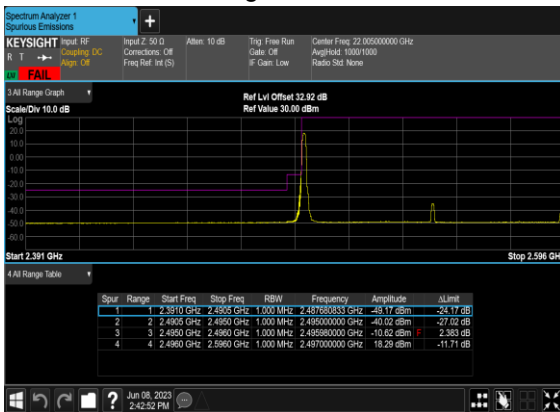 Spectrum Analyzer 1
Spurious Emissions
+
KEYSIGHT Input: RF Input Z: 50 Ω Atten: 10 dB Trig: Free Run Center Freq: 22.005000000 GHz
R T Coupling: DC Corrections: Off Gate: Off Avg|Hold: 1000/1000
Align: Off Freq Ref: Int (S) IF Gain: Low Radio Std: None
LV FAIL
3 All Range Graph
Ref Lvl Offset 32.92 dB
Scale/Div 10.0 dB Ref Value 30.00 dBm
Log
20.0
10.0
0.00
-10.0
-20.0
-30.0
-40.0
-50.0
-60.0
Start 2.391 GHz Stop 2.596 GH
4 All Range Table
Spur Range Start Freq Stop Freq RBW Frequency Amplitude ΔLimit
1 1 2.3910 GHz 2.4905 GHz 1.000 MHz 2.487680833 GHz -49.17 dBm -24.17 dB
2 2 2.4905 GHz 2.4950 GHz 1.000 MHz 2.495000000 GHz -40.02 dBm -27.02 dB
3 3 2.4950 GHz 2.4960 GHz 1.000 MHz 2.495980000 GHz -10.62 dBm F 2.383 dB
4 4 2.4960 GHz 2.5960 GHz 1.000 MHz 2.497000000 GHz 18.29 dBm -11.71 dB
? Jun 08, 2023
2:42:52 PM